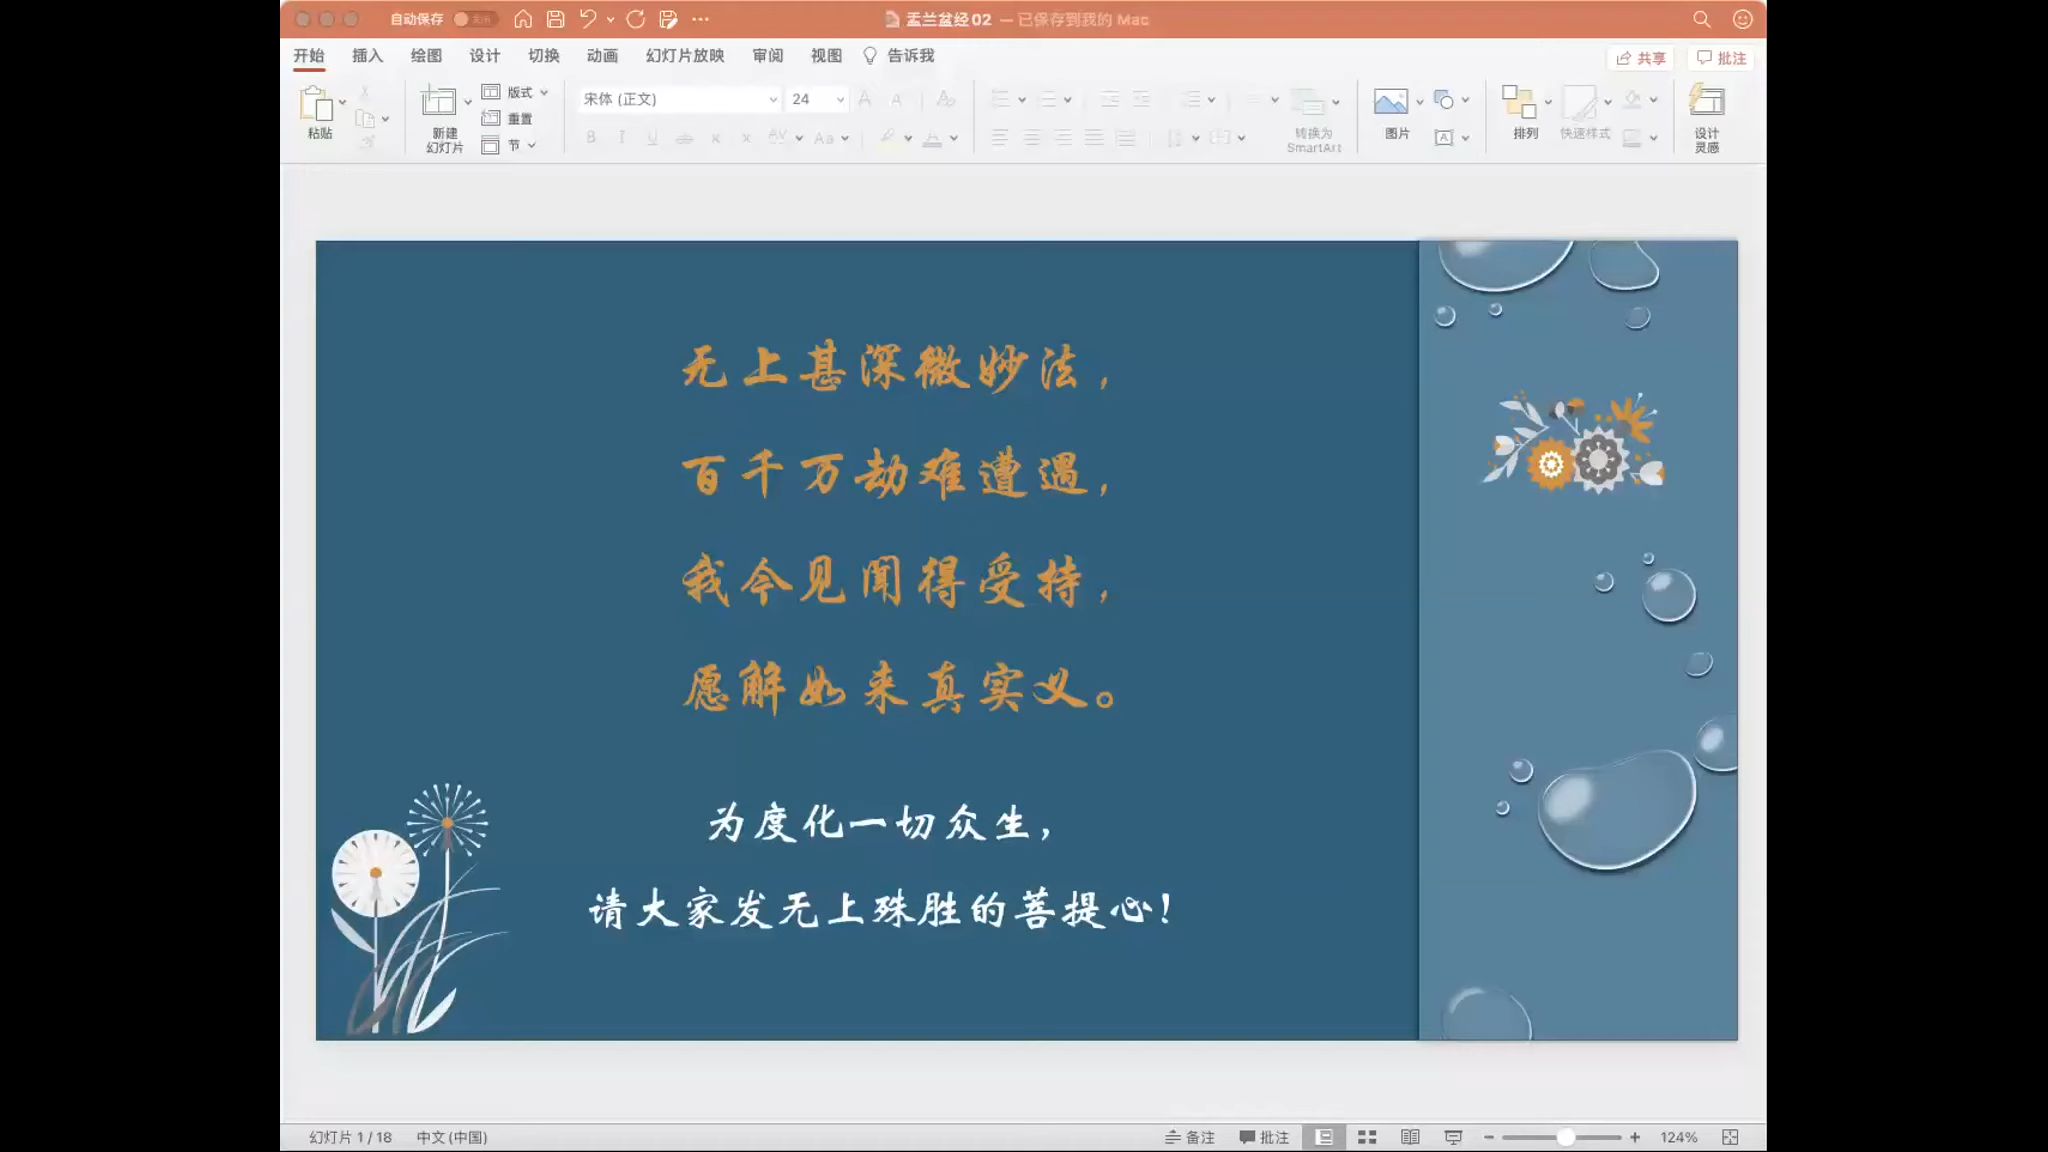 自动保存 关闭
盂兰盆经02 — 已保存到我的 Mac
开始 插入 绘图 设计 切换 动画 幻灯片放映 审阅 视图 告诉我 共享 批注
粘贴
新建
幻灯片
版式
重置
节
宋体 (正文) 24
转换为
SmartArt
图片
排列
快速样式
设计
灵感
无上甚深微妙法，
百千万劫难遭遇，
我今见闻得受持，
愿解如来真实义。
为度化一切众生，
请大家发无上殊胜的菩提心！
幻灯片 1 / 18 中文 (中国) 备注 批注 124%